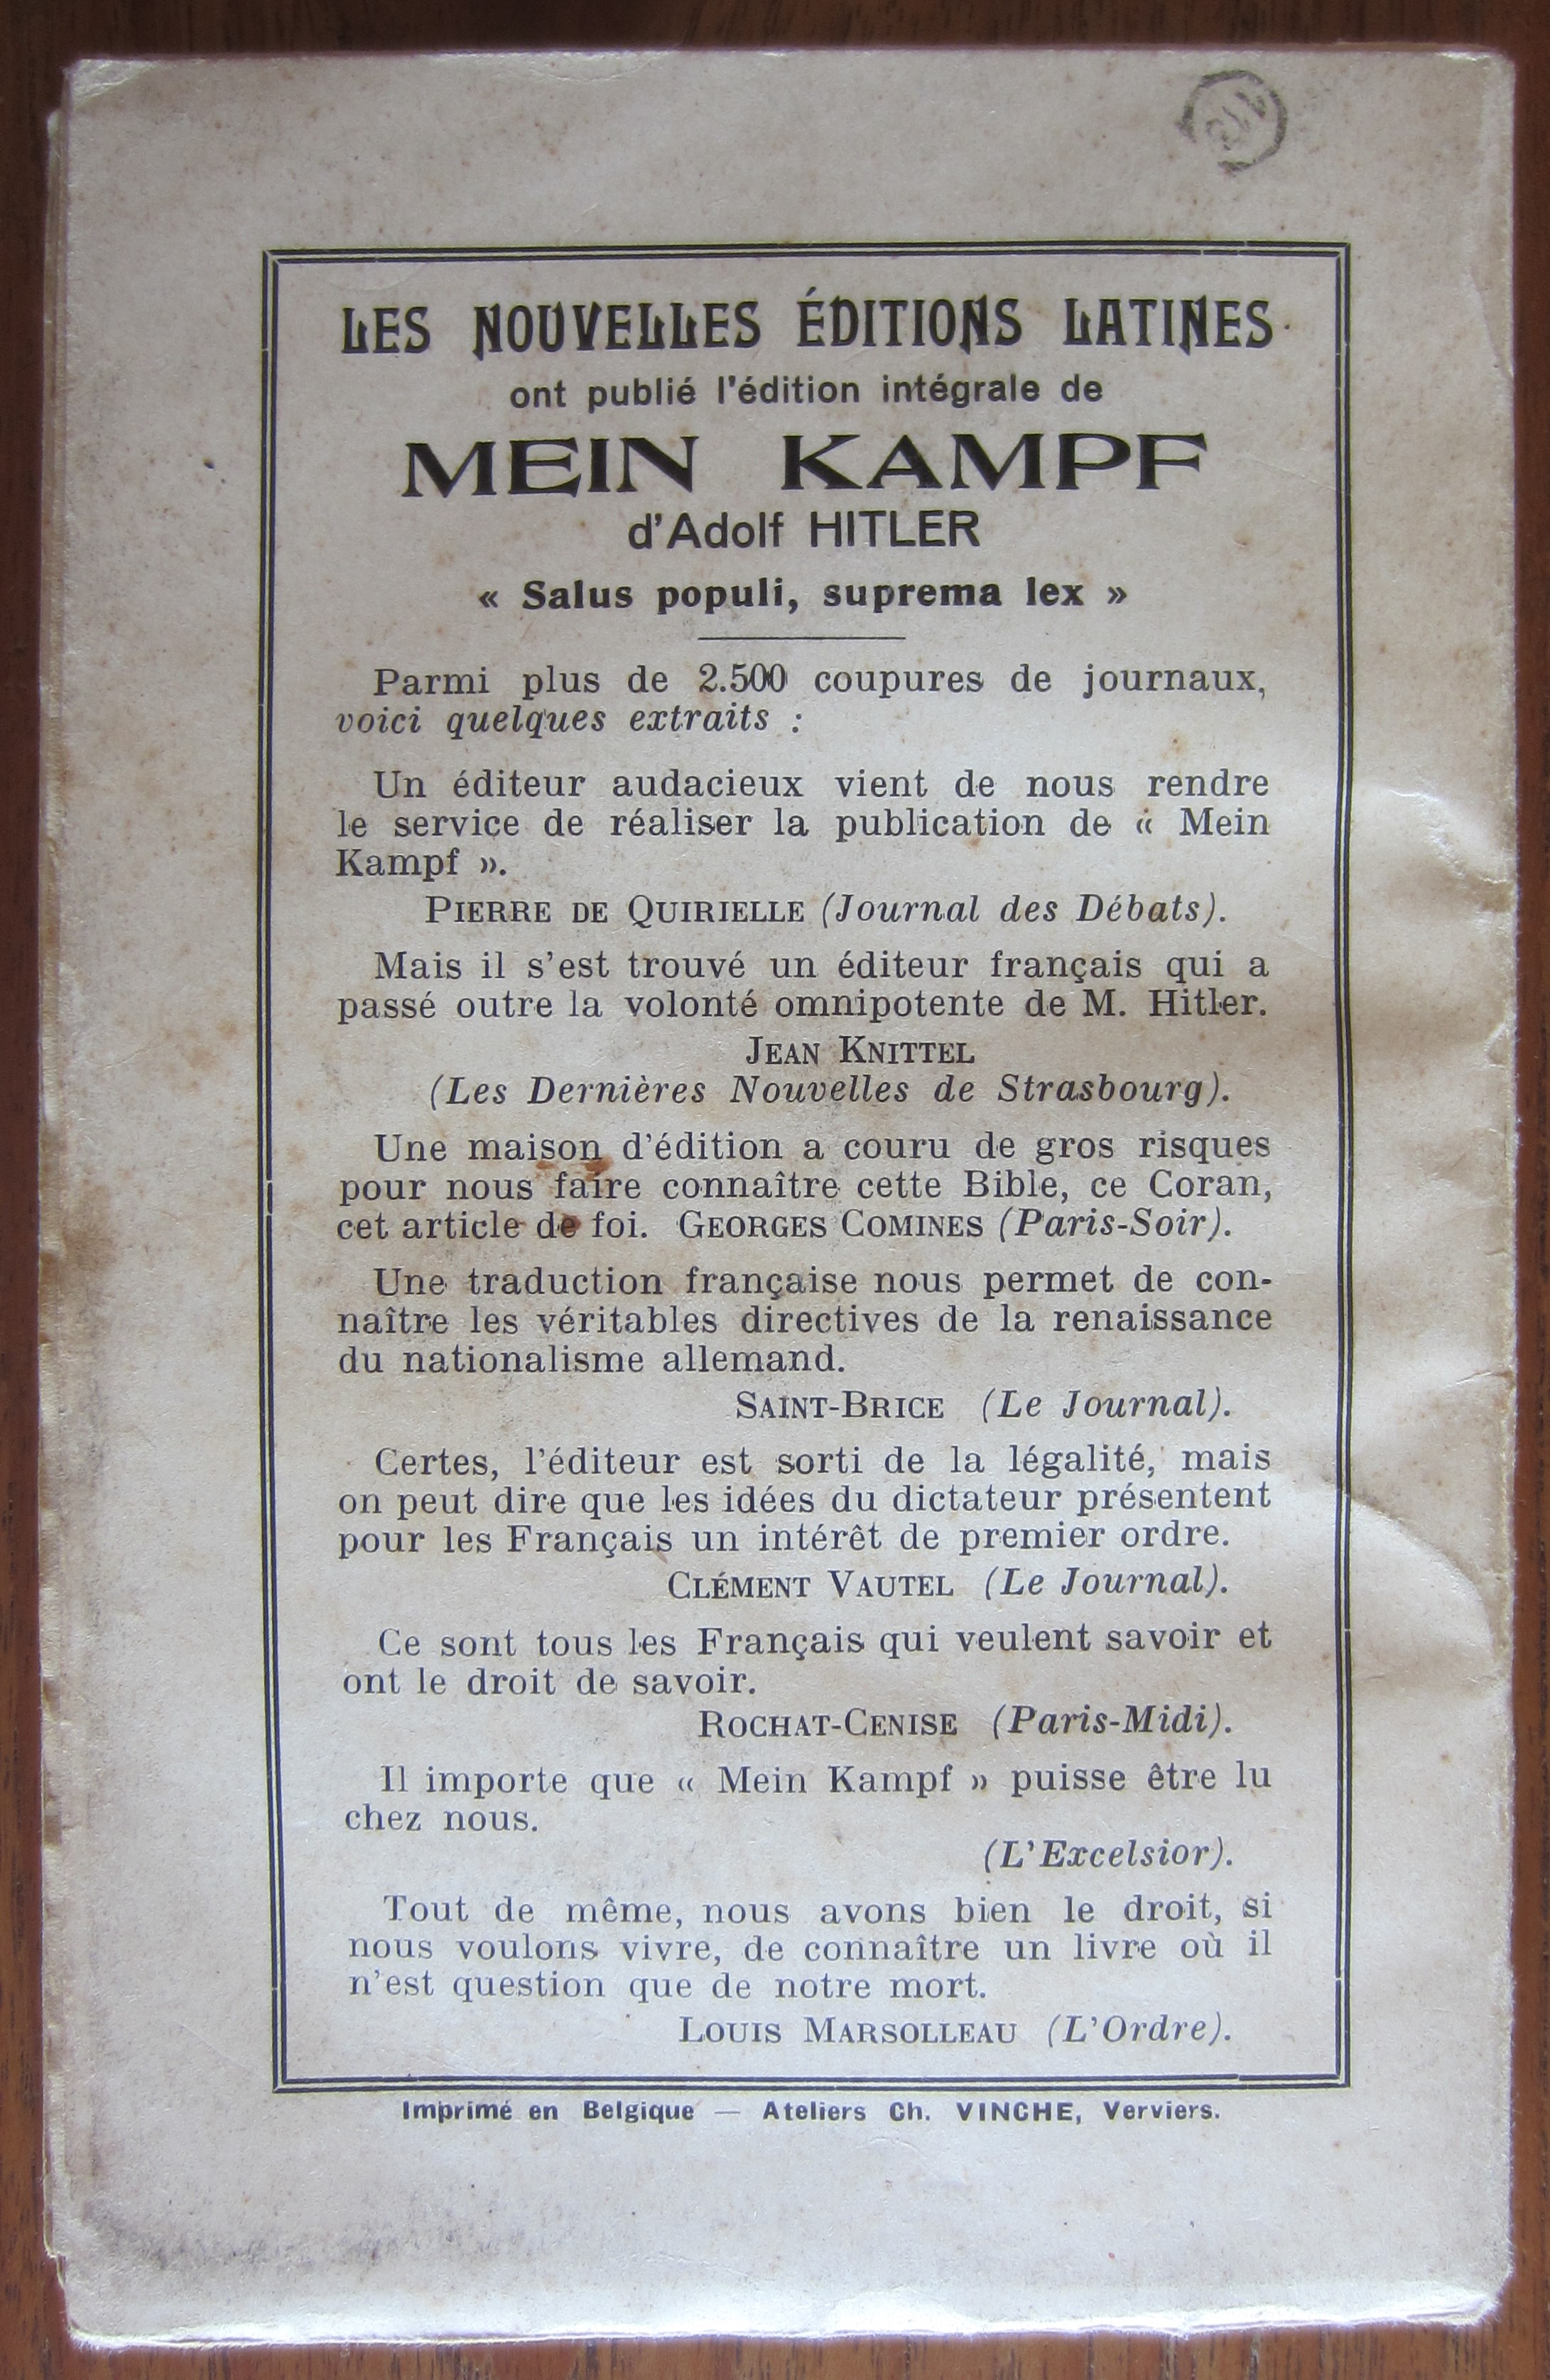 LES NOUVELLES ÉDITIONS LATINES
ont publié l'édition intégrale de
MEIN KAMPF
d'Adolf HITLER
« Salus populi, suprema lex »
Parmi plus de 2.500 coupures de journaux,
voici quelques extraits :
Un éditeur audacieux vient de nous rendre
le service de réaliser la publication de « Mein
Kampf ».
PIERRE DE QUIRIELLE (Journal des Débats).
Mais il s'est trouvé un éditeur français qui a
passé outre la volonté omnipotente de M. Hitler.
JEAN KNITTEL
(Les Dernières Nouvelles de Strasbourg).
Une maison d'édition a couru de gros risques
pour nous faire connaître cette Bible, ce Coran,
cet article de foi. GEORGES COMINES (Paris-Soir).
Une traduction française nous permet de con-
naître les véritables directives de la renaissance
du nationalisme allemand.
SAINT-BRICE (Le Journal).
Certes, l'éditeur est sorti de la légalité, mais
on peut dire que les idées du dictateur présentent
pour les Français un intérêt de premier ordre.
CLÉMENT VAUTEL (Le Journal).
Ce sont tous les Français qui veulent savoir et
ont le droit de savoir.
ROCHAT-CENISE (Paris-Midi).
Il importe que « Mein Kampf » puisse être lu
chez nous.
(L'Excelsior).
Tout de même, nous avons bien le droit, si
nous voulons vivre, de connaître un livre où il
n'est question que de notre mort.
LOUIS MARSOLLEAU (L'Ordre).
Imprimé en Belgique — Ateliers Ch. VINCHE, Verviers.